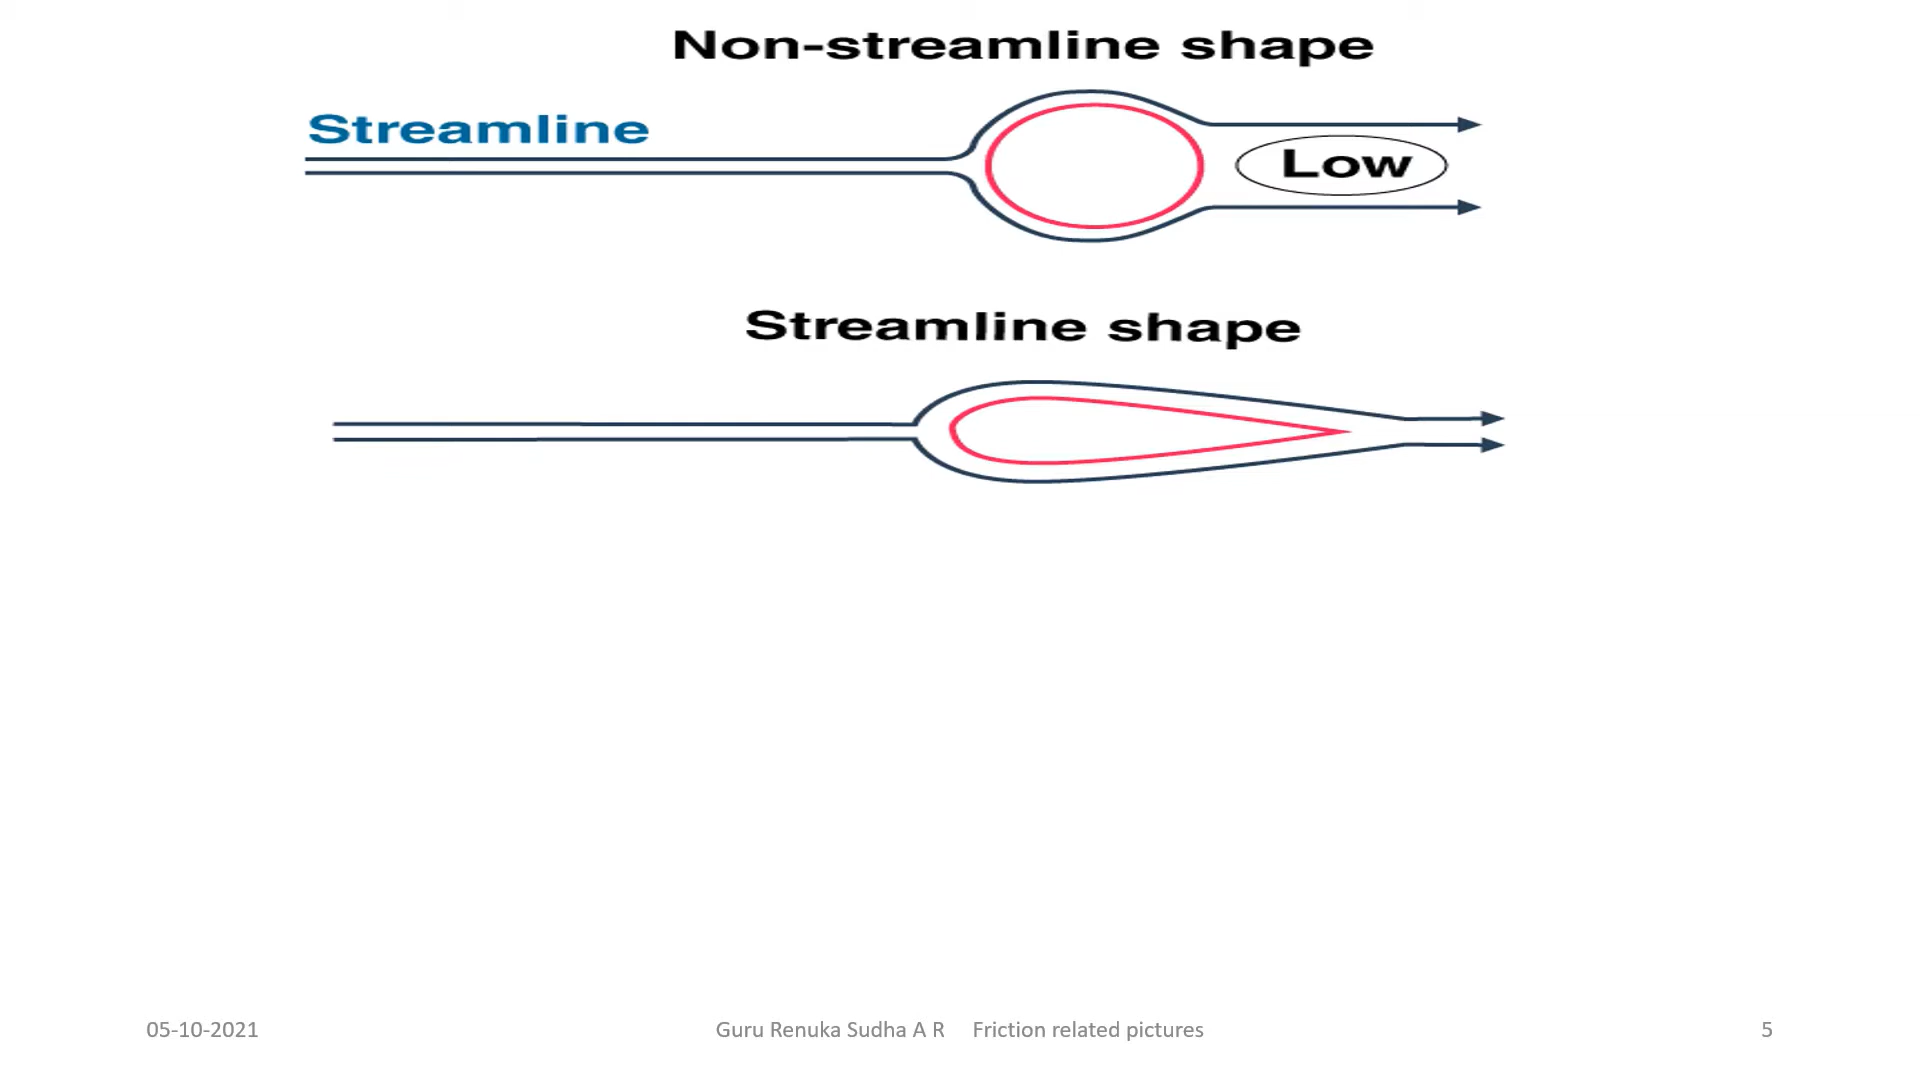 Non-streamline shape
Streamline
Low
Streamline shape
05-10-2021
Guru Renuka Sudha A R Friction related pictures
5